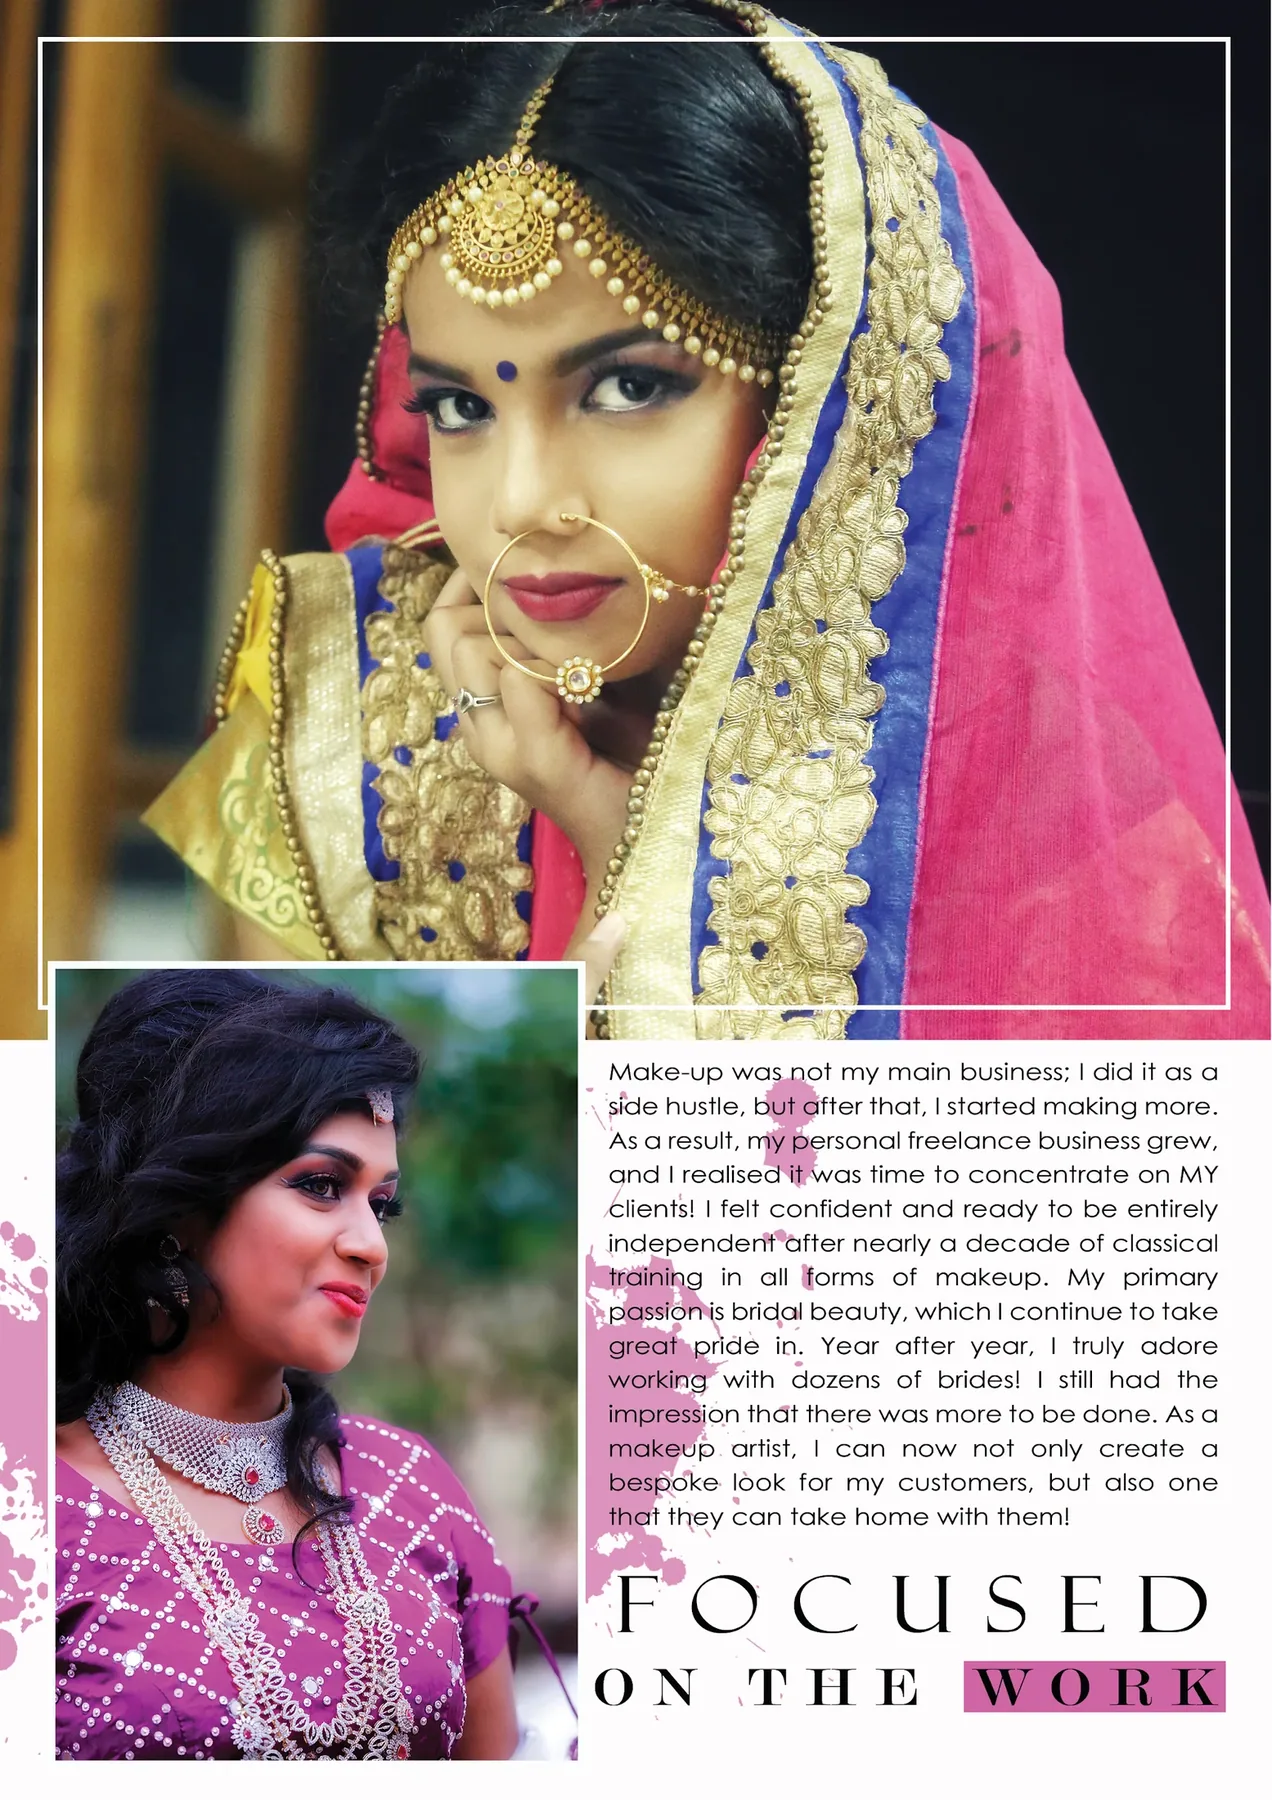 Make-up was not my main business; I did it as a
side hustle, but after that, I started making more.
As a result, my personal freelance business grew,
and I realised it was time to concentrate on MY
clients! I felt confident and ready to be entirely
independent after nearly a decade of classical
training in all forms of makeup. My primary
passion is bridal beauty, which I continue to take
great pride in. Year after year, I truly adore
working with dozens of brides! I still had the
impression that there was more to be done. As a
makeup artist, I can now not only create a
bespoke look for my customers, but also one
that they can take home with them!
FOCUSED
ON THE WORK